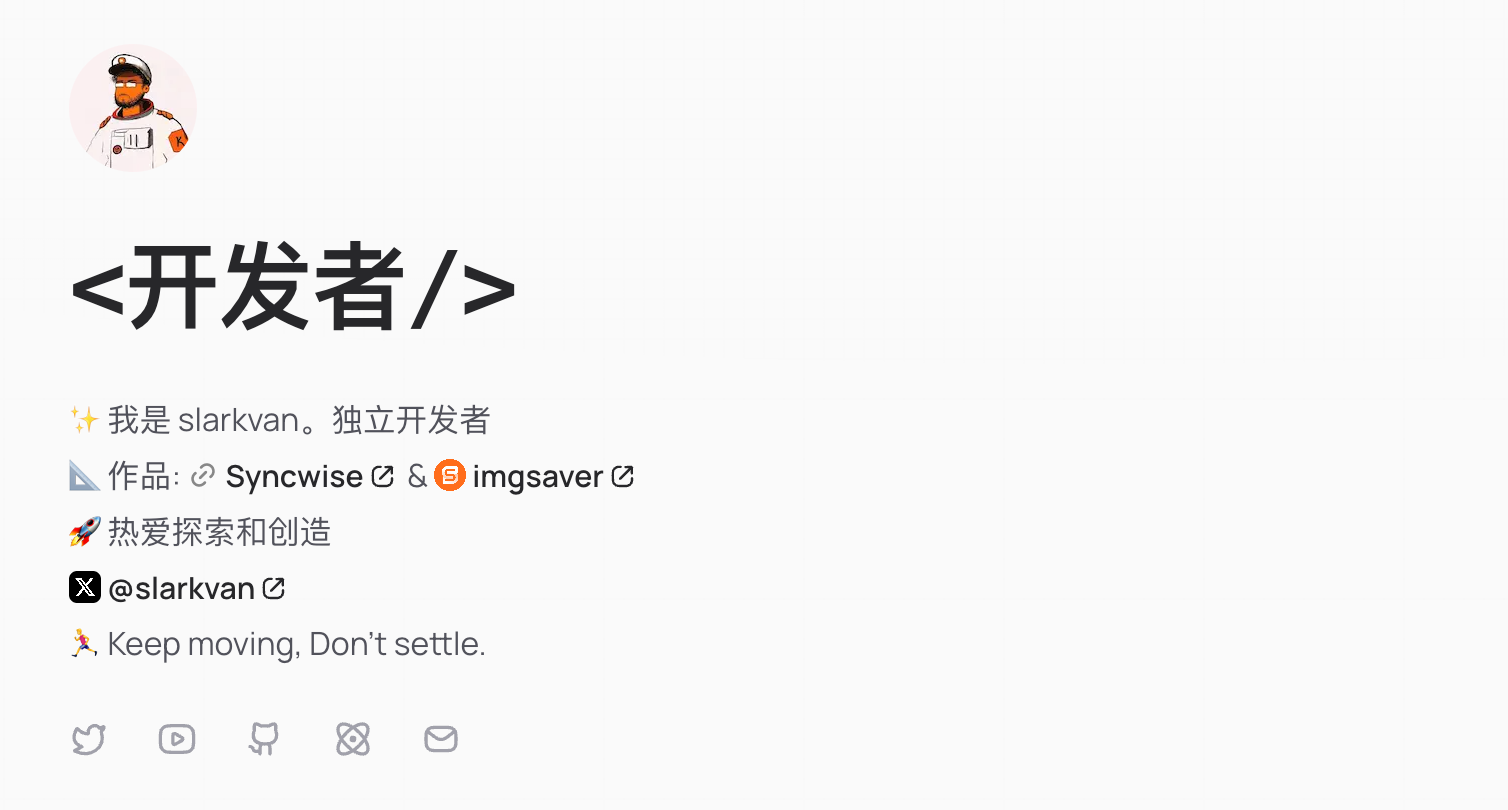 K
<开发者/>
✨ 我是 slarkvan。独立开发者
📐 作品: Syncwise & S imgsaver
🚀 热爱探索和创造
X @slarkvan
🏃 Keep moving, Don't settle.